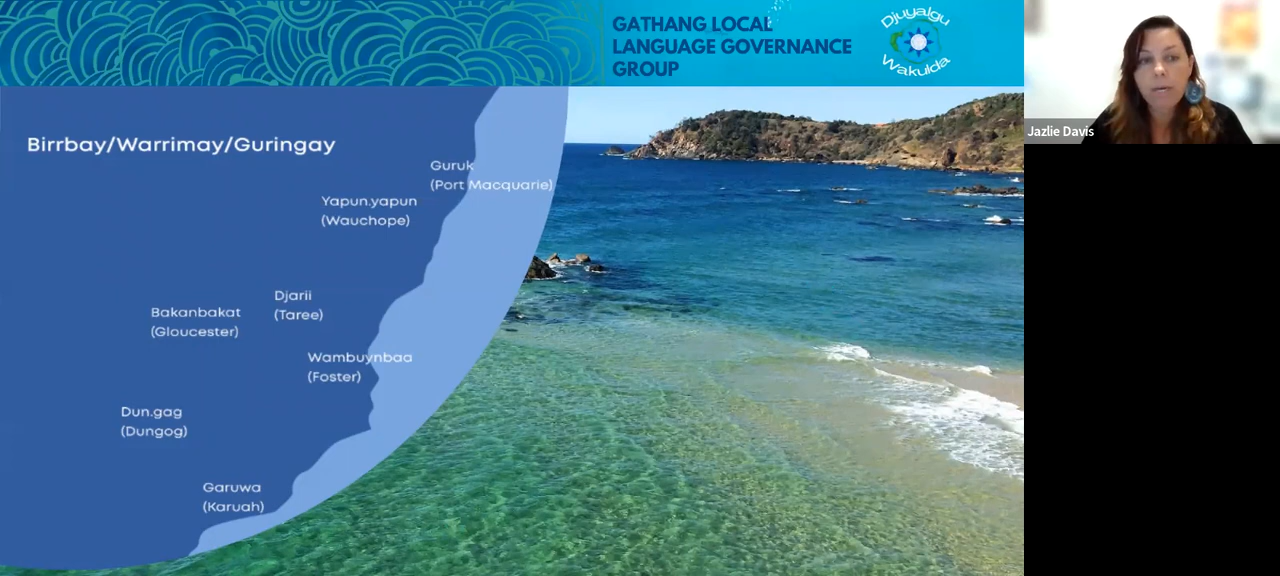 GATHANG LOCAL
LANGUAGE GOVERNANCE
GROUP
Djuyalgu
Wakulda
Jazlie Davis
Birrbay/Warrimay/Guringay
Guruk
(Port Macquarie)
Yapun.yapun
(Wauchope)
Djarii
(Taree)
Bakanbakat
(Gloucester)
Wambuynbaa
(Foster)
Dun.gag
(Dungog)
Garuwa
(Karuah)